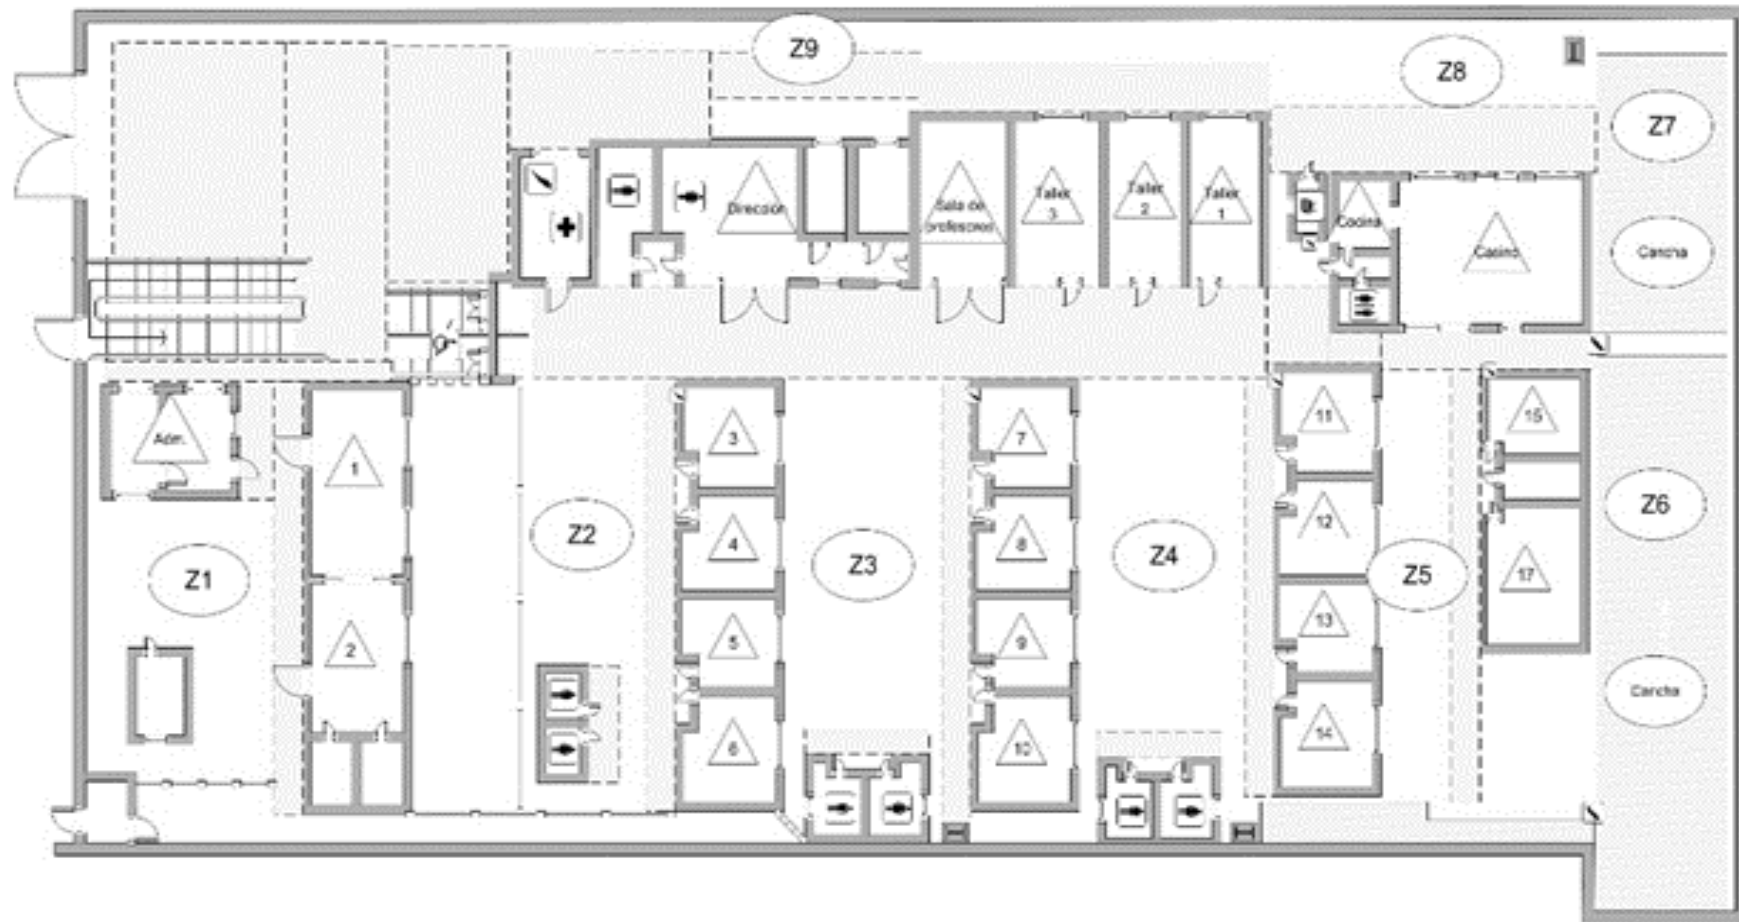 Z9
Z8
Z7
Dirección
Sala de
profesores
Taller
3
Taller
2
Taller
1
Cocina
Casino
Cancha
Adm.
1
3
7
11
15
Z2
4
8
12
Z6
Z1
Z3
Z4
Z5
17
2
5
9
13
Cancha
6
10
14